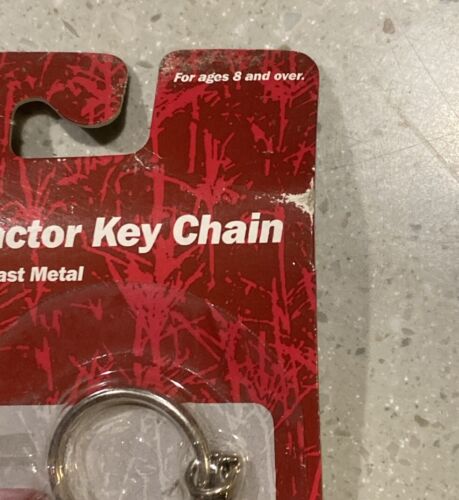 For ages 8 and over.
actor Key Chain
ast Metal